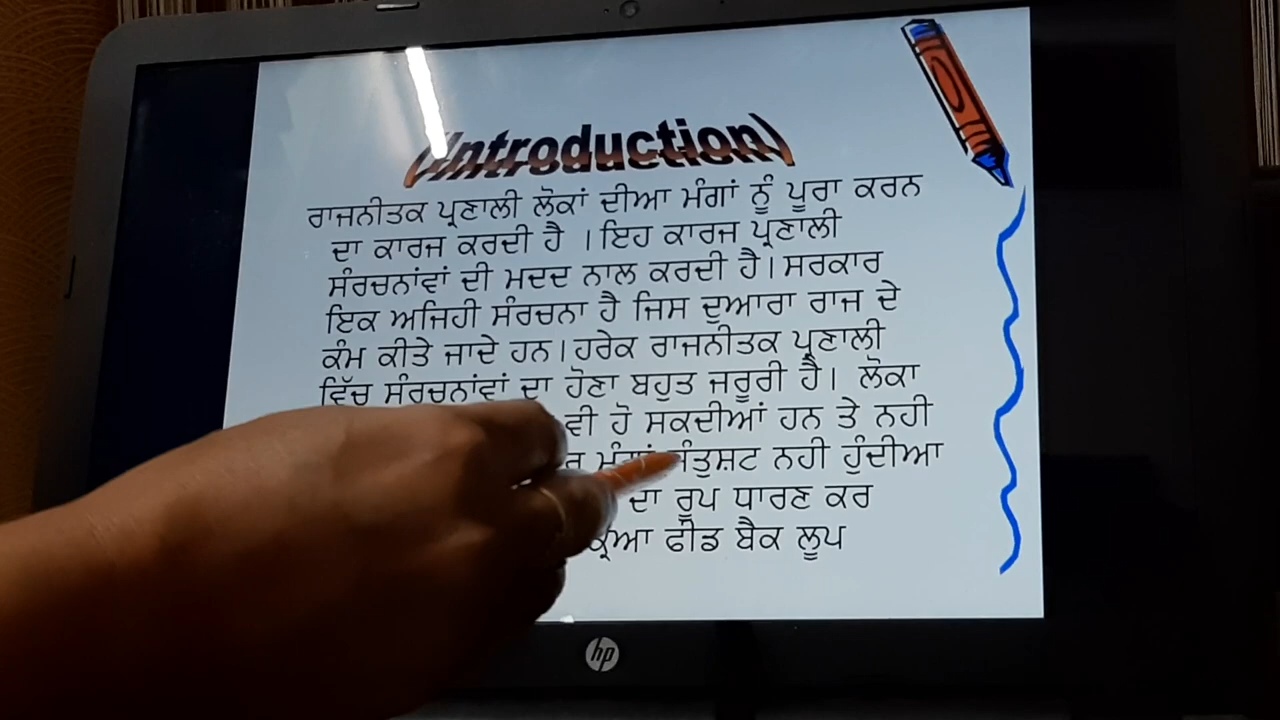 (Introduction)
ਰਾਜਨੀਤਕ ਪ੍ਰਣਾਲੀ ਲੋਕਾਂ ਦੀਆ ਮੰਗਾਂ ਨੂੰ ਪੂਰਾ ਕਰਨ
ਦਾ ਕਾਰਜ ਕਰਦੀ ਹੈ । ਇਹ ਕਾਰਜ ਪ੍ਰਣਾਲੀ
ਸੰਰਚਨਾਂਵਾਂ ਦੀ ਮਦਦ ਨਾਲ ਕਰਦੀ ਹੈ। ਸਰਕਾਰ
ਇਕ ਅਜਿਹੀ ਸੰਰਚਨਾ ਹੈ ਜਿਸ ਦੁਆਰਾ ਰਾਜ ਦੇ
ਕੰਮ ਕੀਤੇ ਜਾਦੇ ਹਨ। ਹਰੇਕ ਰਾਜਨੀਤਕ ਪ੍ਰਣਾਲੀ
ਵਿੱਚ ਸੰਰਚਨਾਂਵਾਂ ਦਾ ਹੋਣਾ ਬਹੁਤ ਜਰੂਰੀ ਹੈ। ਲੋਕਾ
ਵੀ ਹੋ ਸਕਦੀਆਂ ਹਨ ਤੇ ਨਹੀ
ਨਹੀ ਹੁੰਦੀਆ
ਦਾ ਰੂਪ ਧਾਰਣ ਕਰ
ਫੀਡ ਬੈਕ ਲੂਪ
hp